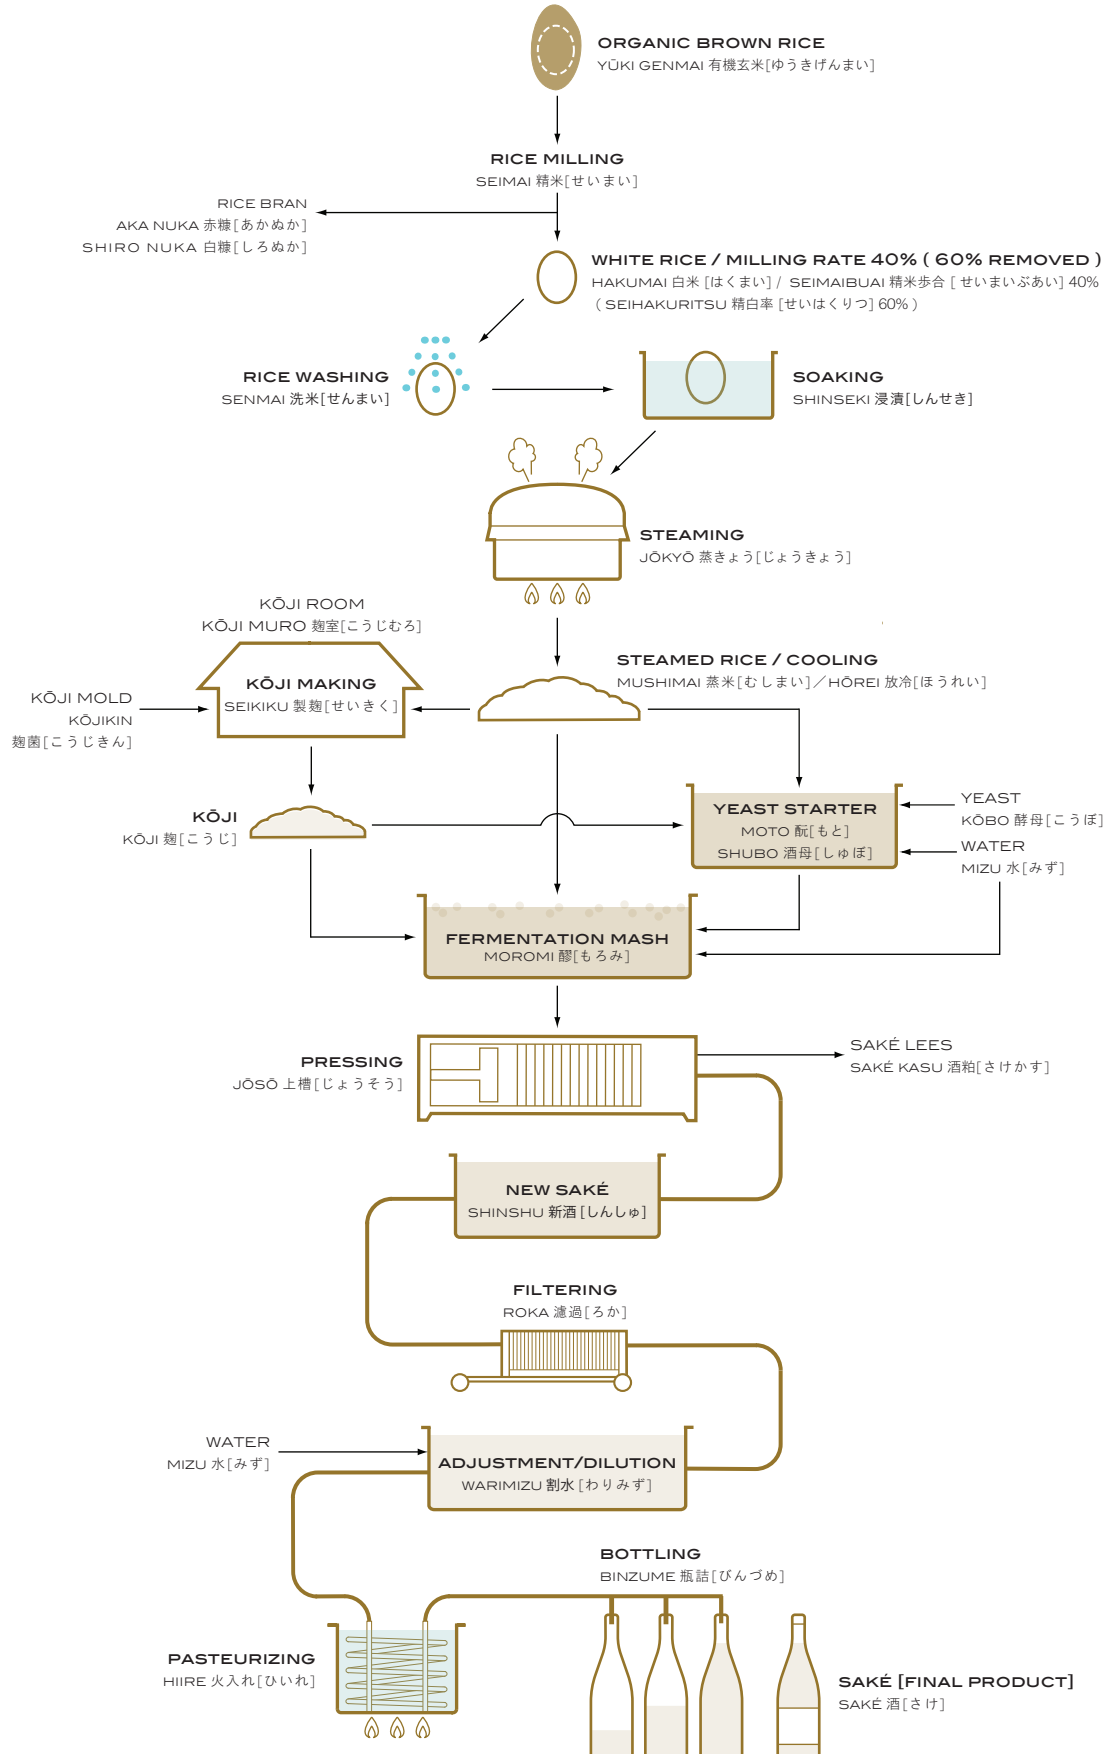 ORGANIC BROWN RICE
YŪKI GENMAI 有機玄米[ゆうきげんまい]
RICE MILLING
SEIMAI 精米[せいまい]
RICE BRAN
AKA NUKA 赤糠[あかぬか]
SHIRO NUKA 白糠[しろぬか]
WHITE RICE / MILLING RATE 40% ( 60% REMOVED )
HAKUMAI 白米 [はくまい] / SEIMAIBUAI 精米歩合 [ せいまいぶあい] 40%
( SEIHAKURITSU 精白率 [せいはくりつ] 60% )
RICE WASHING
SENMAI 洗米[せんまい]
SOAKING
SHINSEKI 浸漬[しんせき]
STEAMING
JŌKYŌ 蒸きょう[じょうきょう]
KŌJI ROOM
KŌJI MURO 麹室[こうじむろ]
KŌJI MAKING
SEIKIKU 製麹[せいきく]
STEAMED RICE / COOLING
MUSHIMAI 蒸米[むしまい]／HŌREI 放冷[ほうれい]
KŌJI MOLD
KŌJIKIN
麹菌[こうじきん]
KŌJI
KŌJI 麹[こうじ]
YEAST STARTER
MOTO 酛[もと]
SHUBO 酒母[しゅぼ]
YEAST
KŌBO 酵母[こうぼ]
WATER
MIZU 水[みず]
FERMENTATION MASH
MOROMI 醪[もろみ]
PRESSING
JŌSŌ 上槽[じょうそう]
SAKÉ LEES
SAKÉ KASU 酒粕[さけかす]
NEW SAKÉ
SHINSHU 新酒 [しんしゅ]
FILTERING
ROKA 濾過[ろか]
WATER
MIZU 水[みず]
ADJUSTMENT/DILUTION
WARIMIZU 割水 [わりみず]
BOTTLING
BINZUME 瓶詰[びんづめ]
PASTEURIZING
HIIRE 火入れ[ひいれ]
SAKÉ [FINAL PRODUCT]
SAKÉ 酒[さけ]